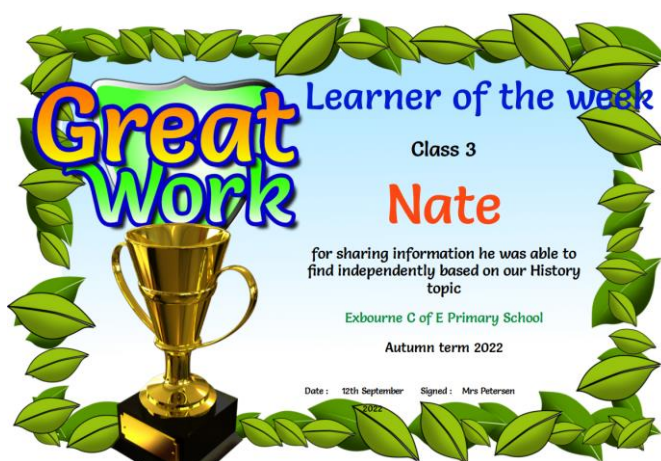 Great
Work
Learner of the week
Class 3
Nate
for sharing information he was able to
find independently based on our History
topic
Exbourne C of E Primary School
Autumn term 2022
Date : 12th September Signed : Mrs Petersen
2022